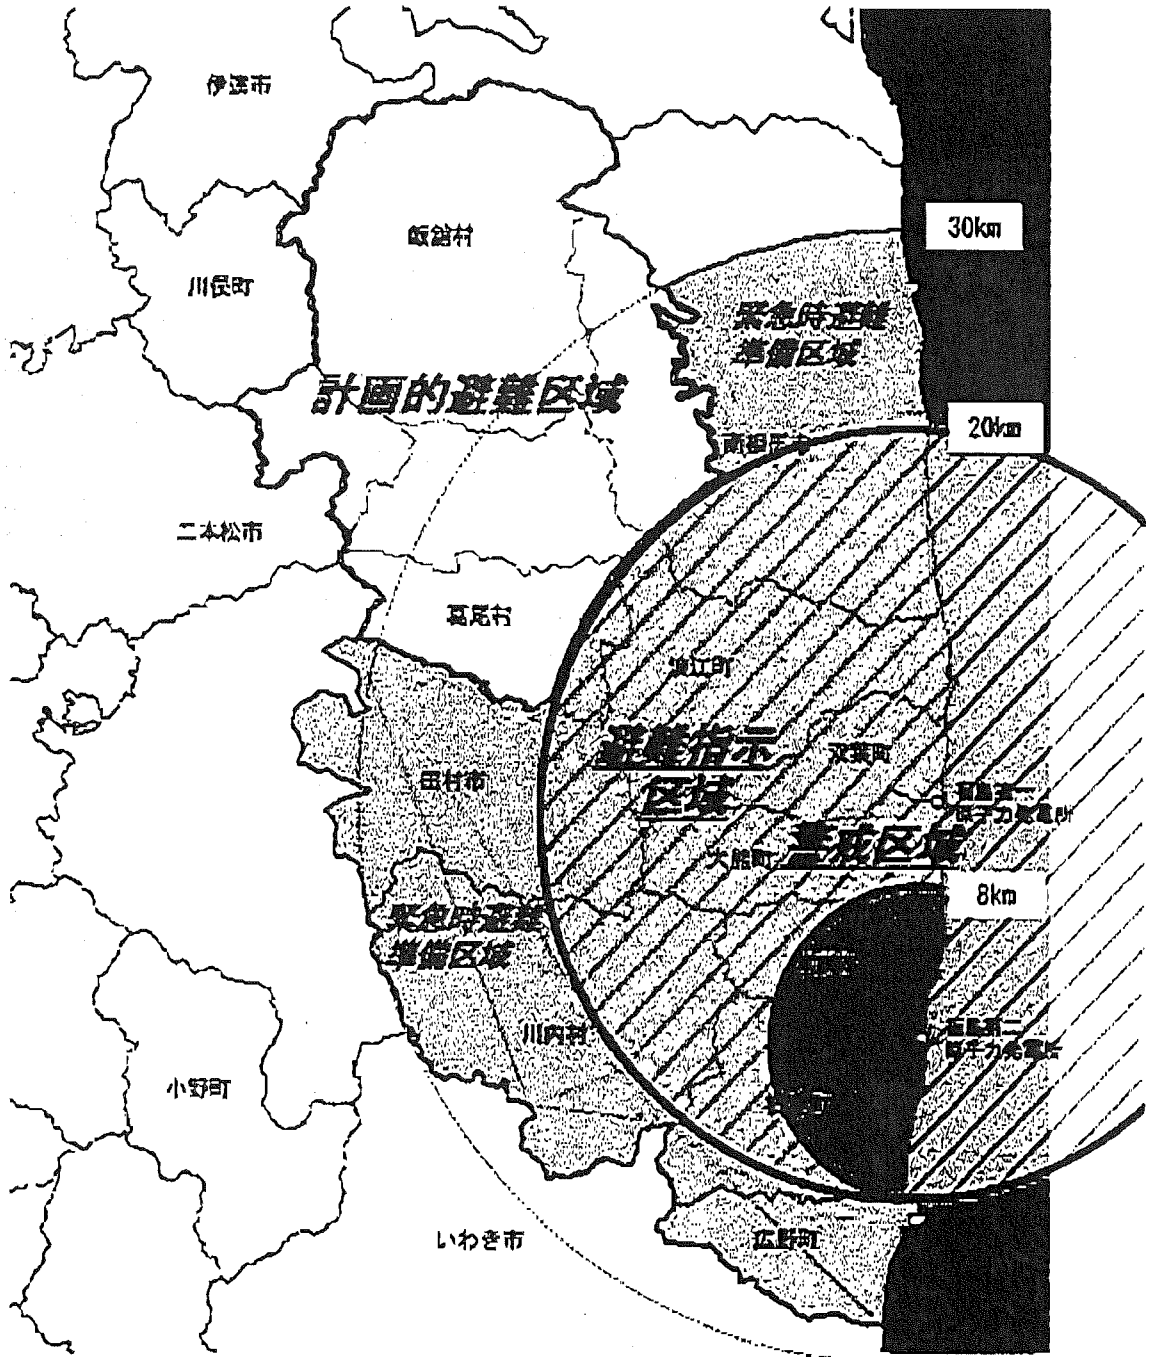 伊達市
30km
飯舘村
川俣町
緊急時避難
準備区域
計画的避難区域
20km
南相馬市
二本松市
葛尾村
浪江町
避難指示
区域
双葉町
田村市
福島第一
原子力発電所
大熊町
警戒区域
8km
緊急時避難
準備区域
川内村
福島第二
原子力発電所
小野町
いわき市
広野町